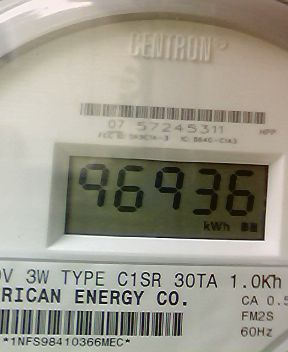 CENTRON
07 57245311
96936
kWh
V 3W TYPE C1SR 30TA 1.0Kh
RICAN ENERGY CO.
CA 0.5
FM2S
60Hz
*1NFS98410366MEC*